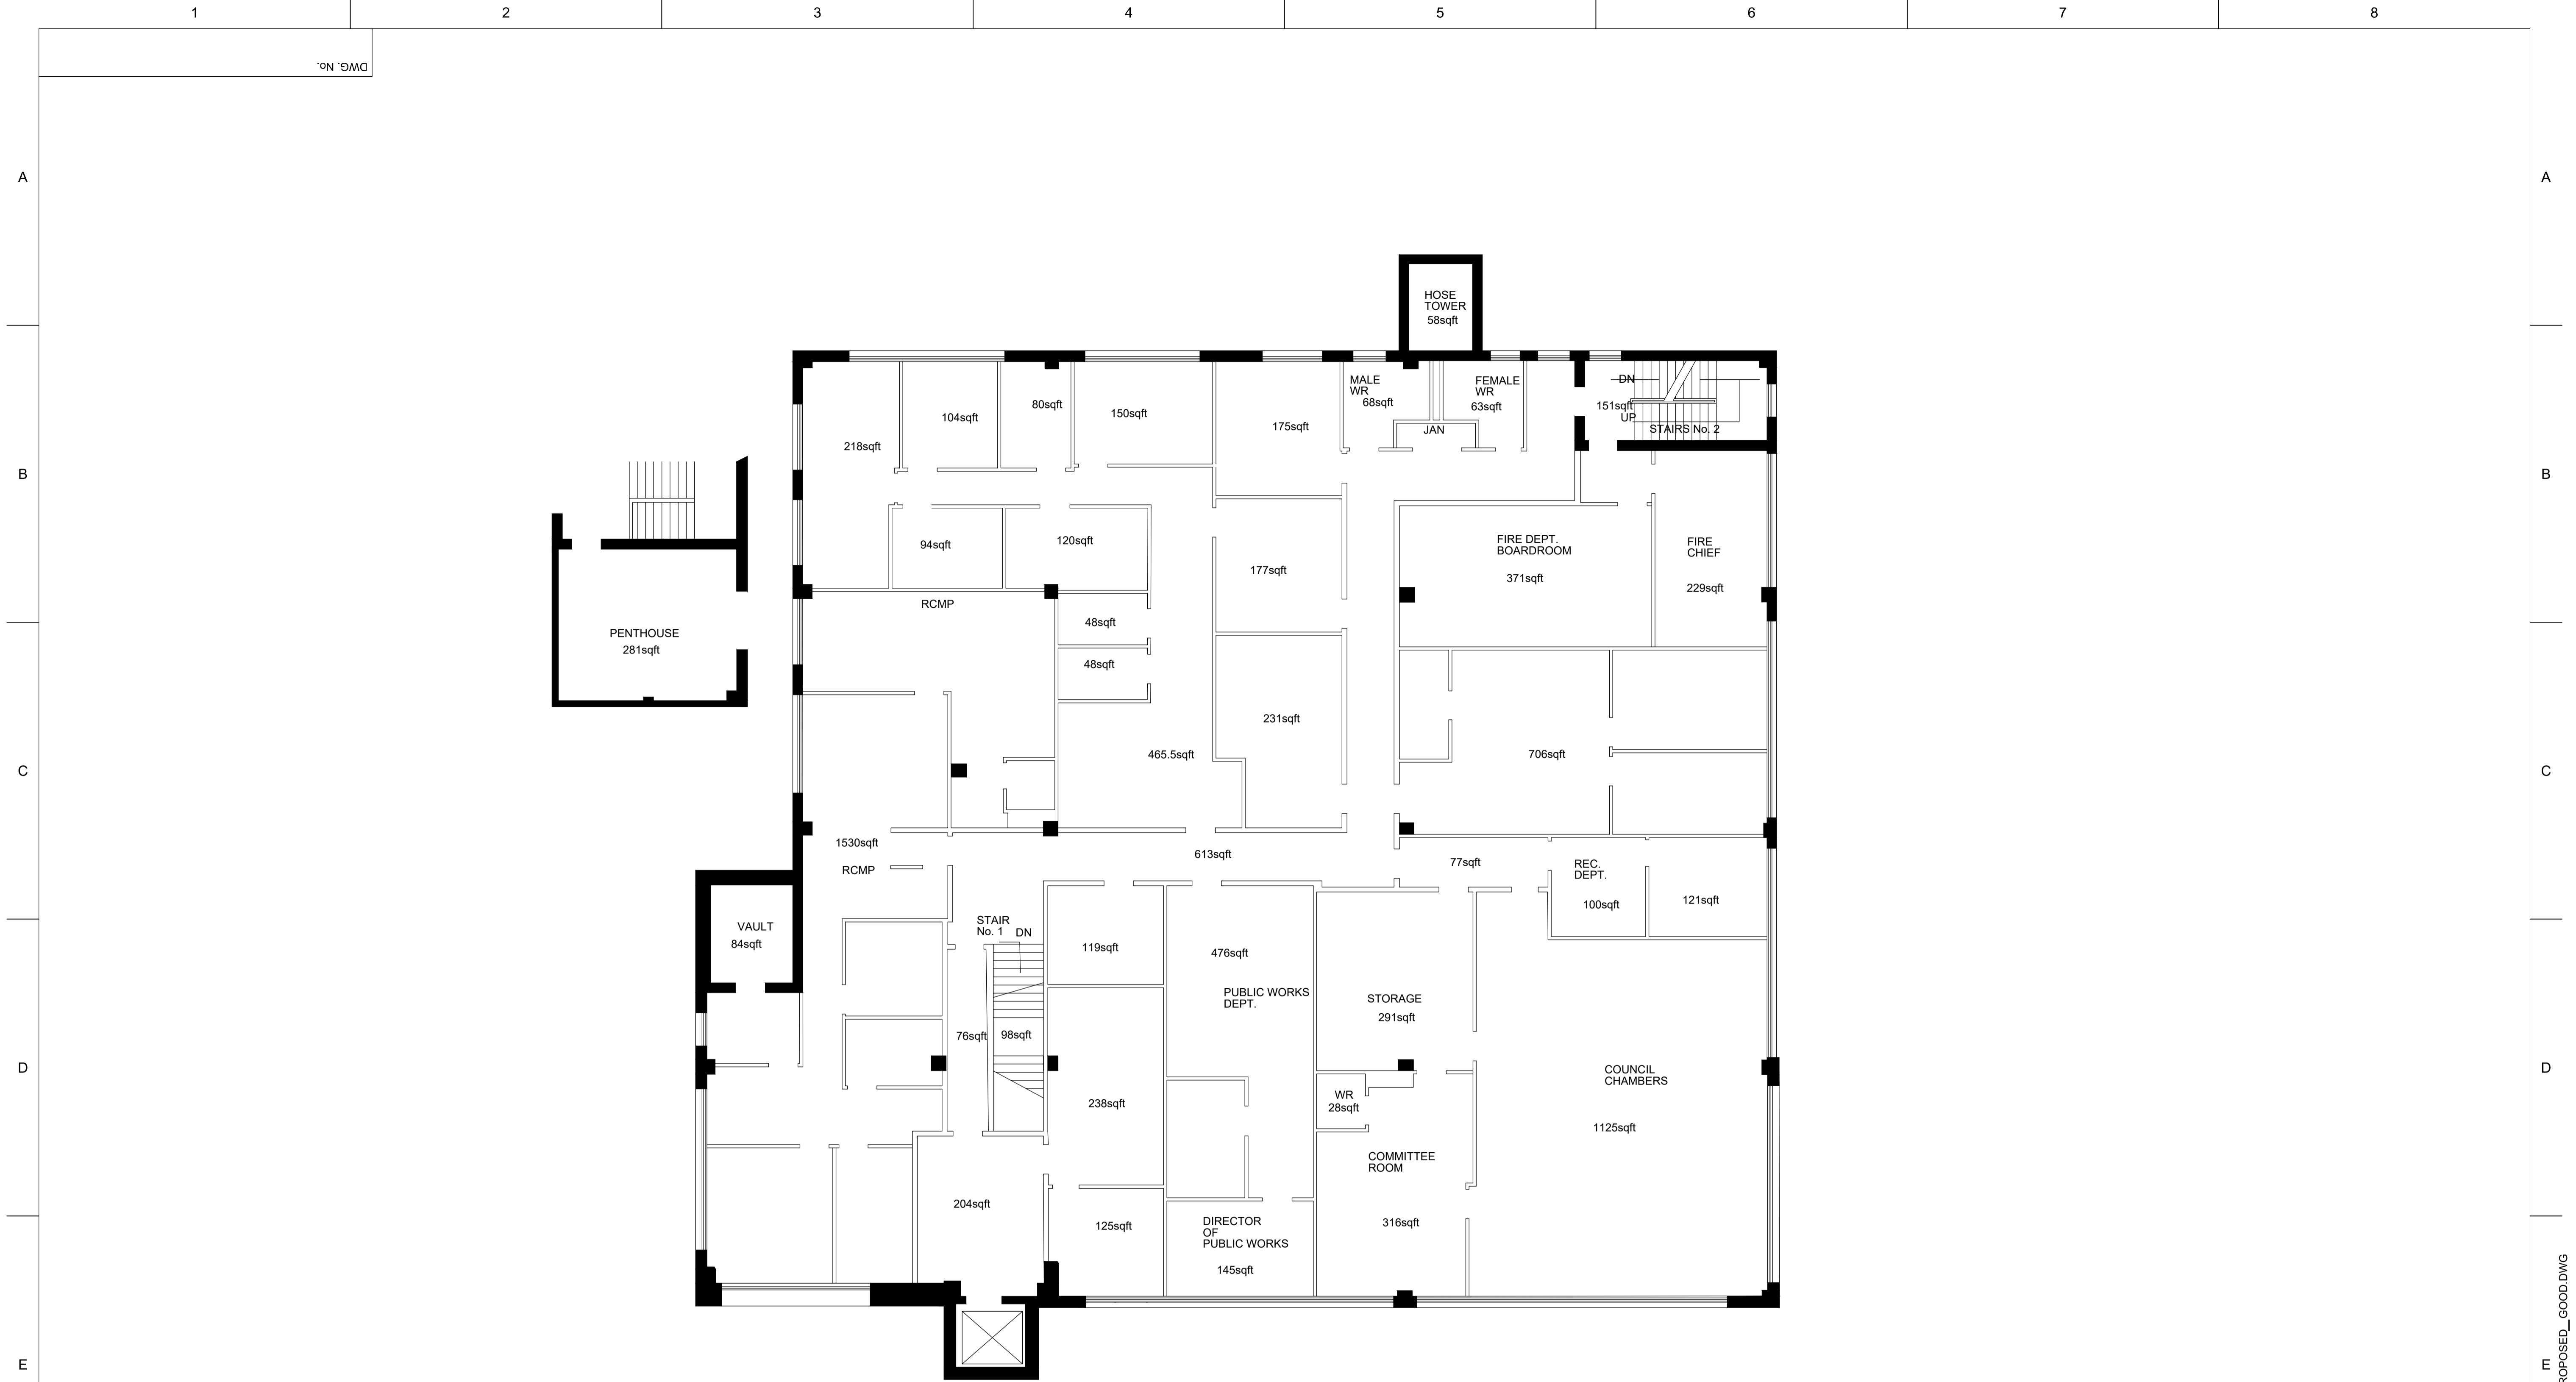 1 2 3 4 5 6 7 8
DWG. No.
A A
HOSE
TOWER
58sqft
MALE
WR
68sqft
FEMALE
WR
63sqft
JAN
DN
151sqft
UP
STAIRS No. 2
218sqft
104sqft
80sqft
150sqft
175sqft
B B
94sqft
120sqft
177sqft
FIRE DEPT.
BOARDROOM
371sqft
FIRE
CHIEF
229sqft
RCMP
48sqft
48sqft
PENTHOUSE
281sqft
231sqft
465.5sqft
706sqft
C C
1530sqft
RCMP
613sqft
77sqft
REC.
DEPT.
100sqft
121sqft
VAULT
84sqft
STAIR
No. 1
DN
119sqft
476sqft
PUBLIC WORKS
DEPT.
STORAGE
291sqft
76sqft
98sqft
D D
COUNCIL
CHAMBERS
1125sqft
238sqft
WR
28sqft
COMMITTEE
ROOM
316sqft
204sqft
125sqft
DIRECTOR
OF
PUBLIC WORKS
145sqft
E E
ROPOSED_GOOD.DWG